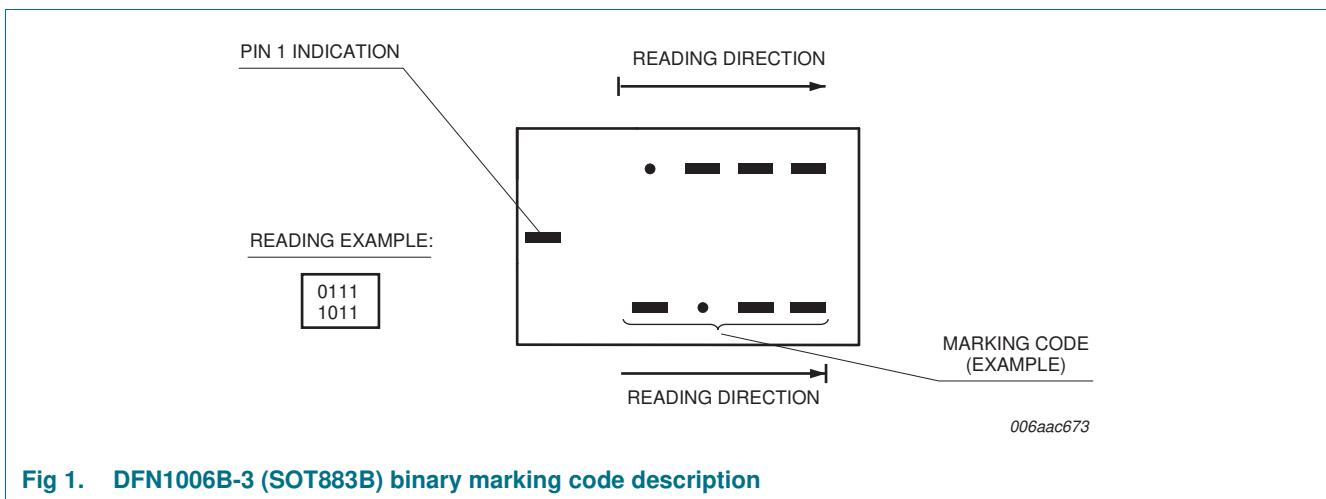 PIN 1 INDICATION
READING DIRECTION
READING EXAMPLE:
0111
1011
MARKING CODE
(EXAMPLE)
READING DIRECTION
006aac673
Fig 1. DFN1006B-3 (SOT883B) binary marking code description